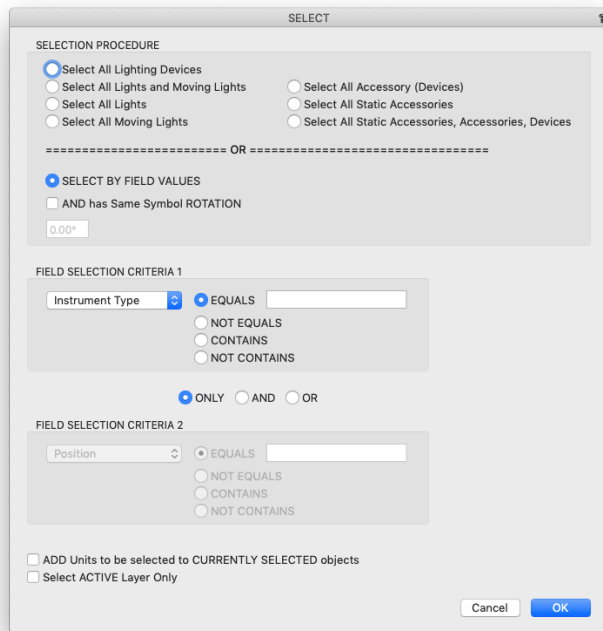 SELECT
SELECTION PROCEDURE
Select All Lighting Devices
Select All Lights and Moving Lights
Select All Accessory (Devices)
Select All Lights
Select All Static Accessories
Select All Moving Lights
Select All Static Accessories, Accessories, Devices
========================= OR =================================
SELECT BY FIELD VALUES
AND has Same Symbol ROTATION
0.00°
FIELD SELECTION CRITERIA 1
Instrument Type
EQUALS
NOT EQUALS
CONTAINS
NOT CONTAINS
ONLY AND OR
FIELD SELECTION CRITERIA 2
Position
EQUALS
NOT EQUALS
CONTAINS
NOT CONTAINS
ADD Units to be selected to CURRENTLY SELECTED objects
Select ACTIVE Layer Only
Cancel OK